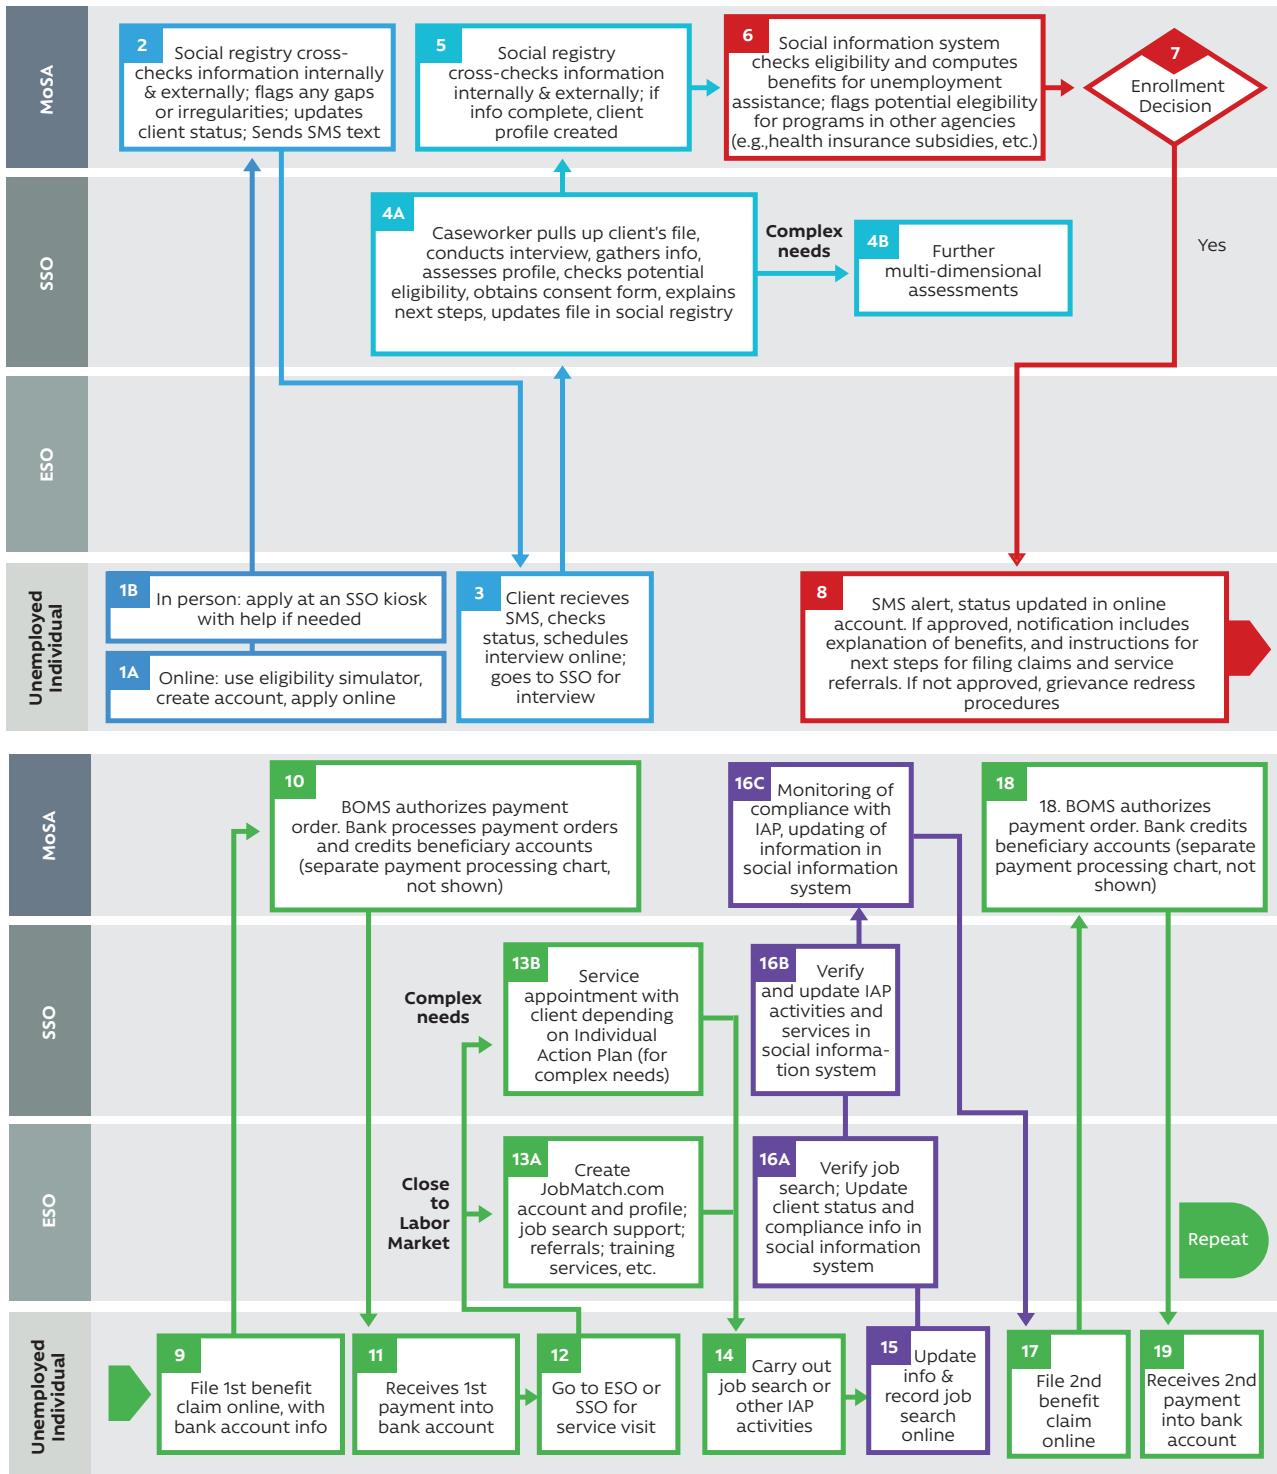 MoSA
2
Social registry cross-
checks information internally
& externally; flags any gaps
or irregularities; updates
client status; Sends SMS text
5
Social registry
cross-checks information
internally & externally; if
info complete, client
profile created
6
Social information system
checks eligibility and computes
benefits for unemployment
assistance; flags potential elegibility
for programs in other agencies
(e.g.,health insurance subsidies, etc.)
7
Enrollment
Decision
SSO
4A
Caseworker pulls up client's file,
conducts interview, gathers info,
assesses profile, checks potential
eligibility, obtains consent form, explains
next steps, updates file in social registry
Complex
needs
4B
Further
multi-dimensional
assessments
Yes
ESO
Unemployed
Individual
1B
In person: apply at an SSO kiosk
with help if needed
1A
Online: use eligibility simulator,
create account, apply online
3
Client recieves
SMS, checks
status, schedules
interview online;
goes to SSO for
interview
8
SMS alert, status updated in online
account. If approved, notification includes
explanation of benefits, and instructions for
next steps for filing claims and service
referrals. If not approved, grievance redress
procedures
MoSA
10
BOMS authorizes payment
order. Bank processes payment orders
and credits beneficiary accounts
(separate payment processing chart,
not shown)
16C
Monitoring of
compliance with
IAP, updating of
information in
social information
system
18
18. BOMS authorizes
payment order. Bank credits
beneficiary accounts (separate
payment processing chart, not
shown)
SSO
Complex
needs
13B
Service
appointment with
client depending
on Individual
Action Plan (for
complex needs)
16B
Verify
and update IAP
activities and
services in
social informa-
tion system
ESO
Close
to
Labor
Market
13A
Create
JobMatch.com
account and profile;
job search support;
referrals; training
services, etc.
16A
Verify job
search; Update
client status and
compliance info in
social information
system
Repeat
Unemployed
Individual
9
File 1st benefit
claim online, with
bank account info
11
Receives 1st
payment into
bank account
12
Go to ESO or
SSO for
service visit
14
Carry out
job search or
other IAP
activities
15
Update
info &
record job
search
online
17
File 2nd
benefit
claim
online
19
Receives 2nd
payment
into bank
account